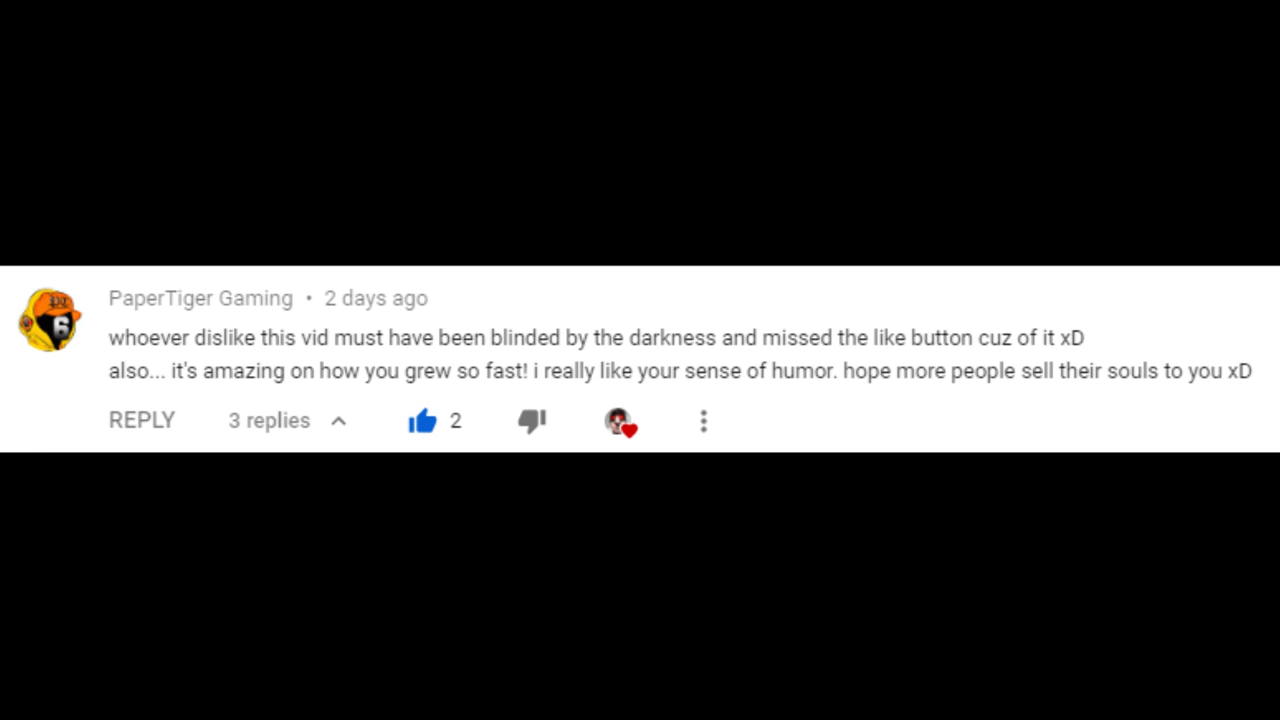 PaperTiger Gaming • 2 days ago
whoever dislike this vid must have been blinded by the darkness and missed the like button cuz of it xD
also... it's amazing on how you grew so fast! i really like your sense of humor. hope more people sell their souls to you xD
REPLY 3 replies 2
PT
6